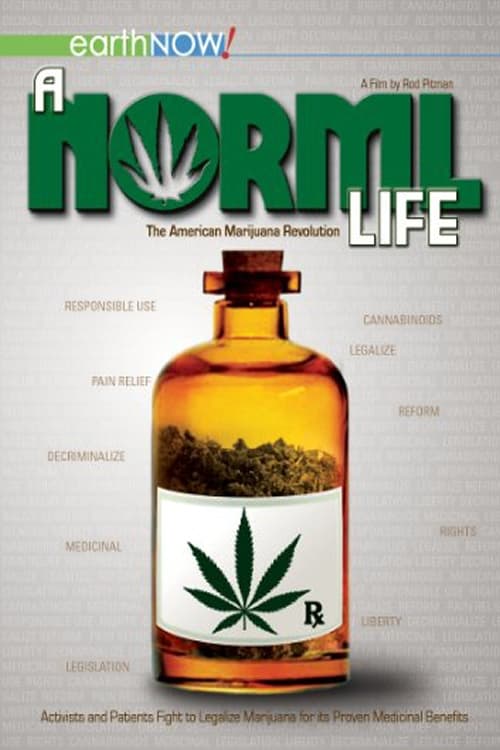 earthNOW!
A Film by Rod Pitman
A
NORML
LIFE
The American Marijuana Revolution
RESPONSIBLE USE
CANNABINOIDS
LEGALIZE
PAIN RELIEF
REFORM
DECRIMINALIZE
RIGHTS
MEDICINAL
Rx
LIBERTY
LEGISLATION
Activists and Patients Fight to Legalize Marijuana for its Proven Medicinal Benefits